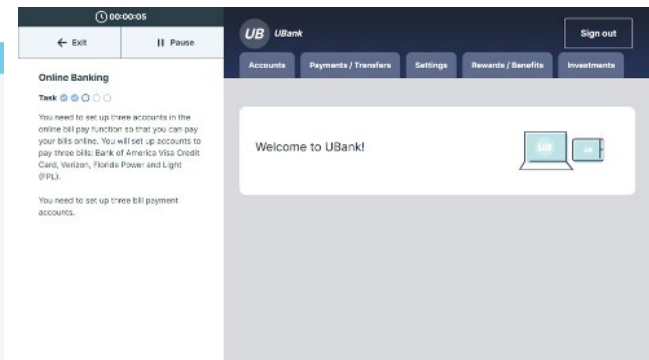 00:00:05
← Exit
|| Pause
Online Banking
Task
You need to set up three accounts in the
online bill pay function so that you can pay
your bills online. You will set up accounts to
pay three bills: Bank of America Visa Credit
Card, Verizon, Florida Power and Light
(FPL).
You need to set up three bill payment
accounts.
UB UBank
Sign out
Accounts
Payments / Transfers
Settings
Rewards / Benefits
Investments
Welcome to UBank!
UB